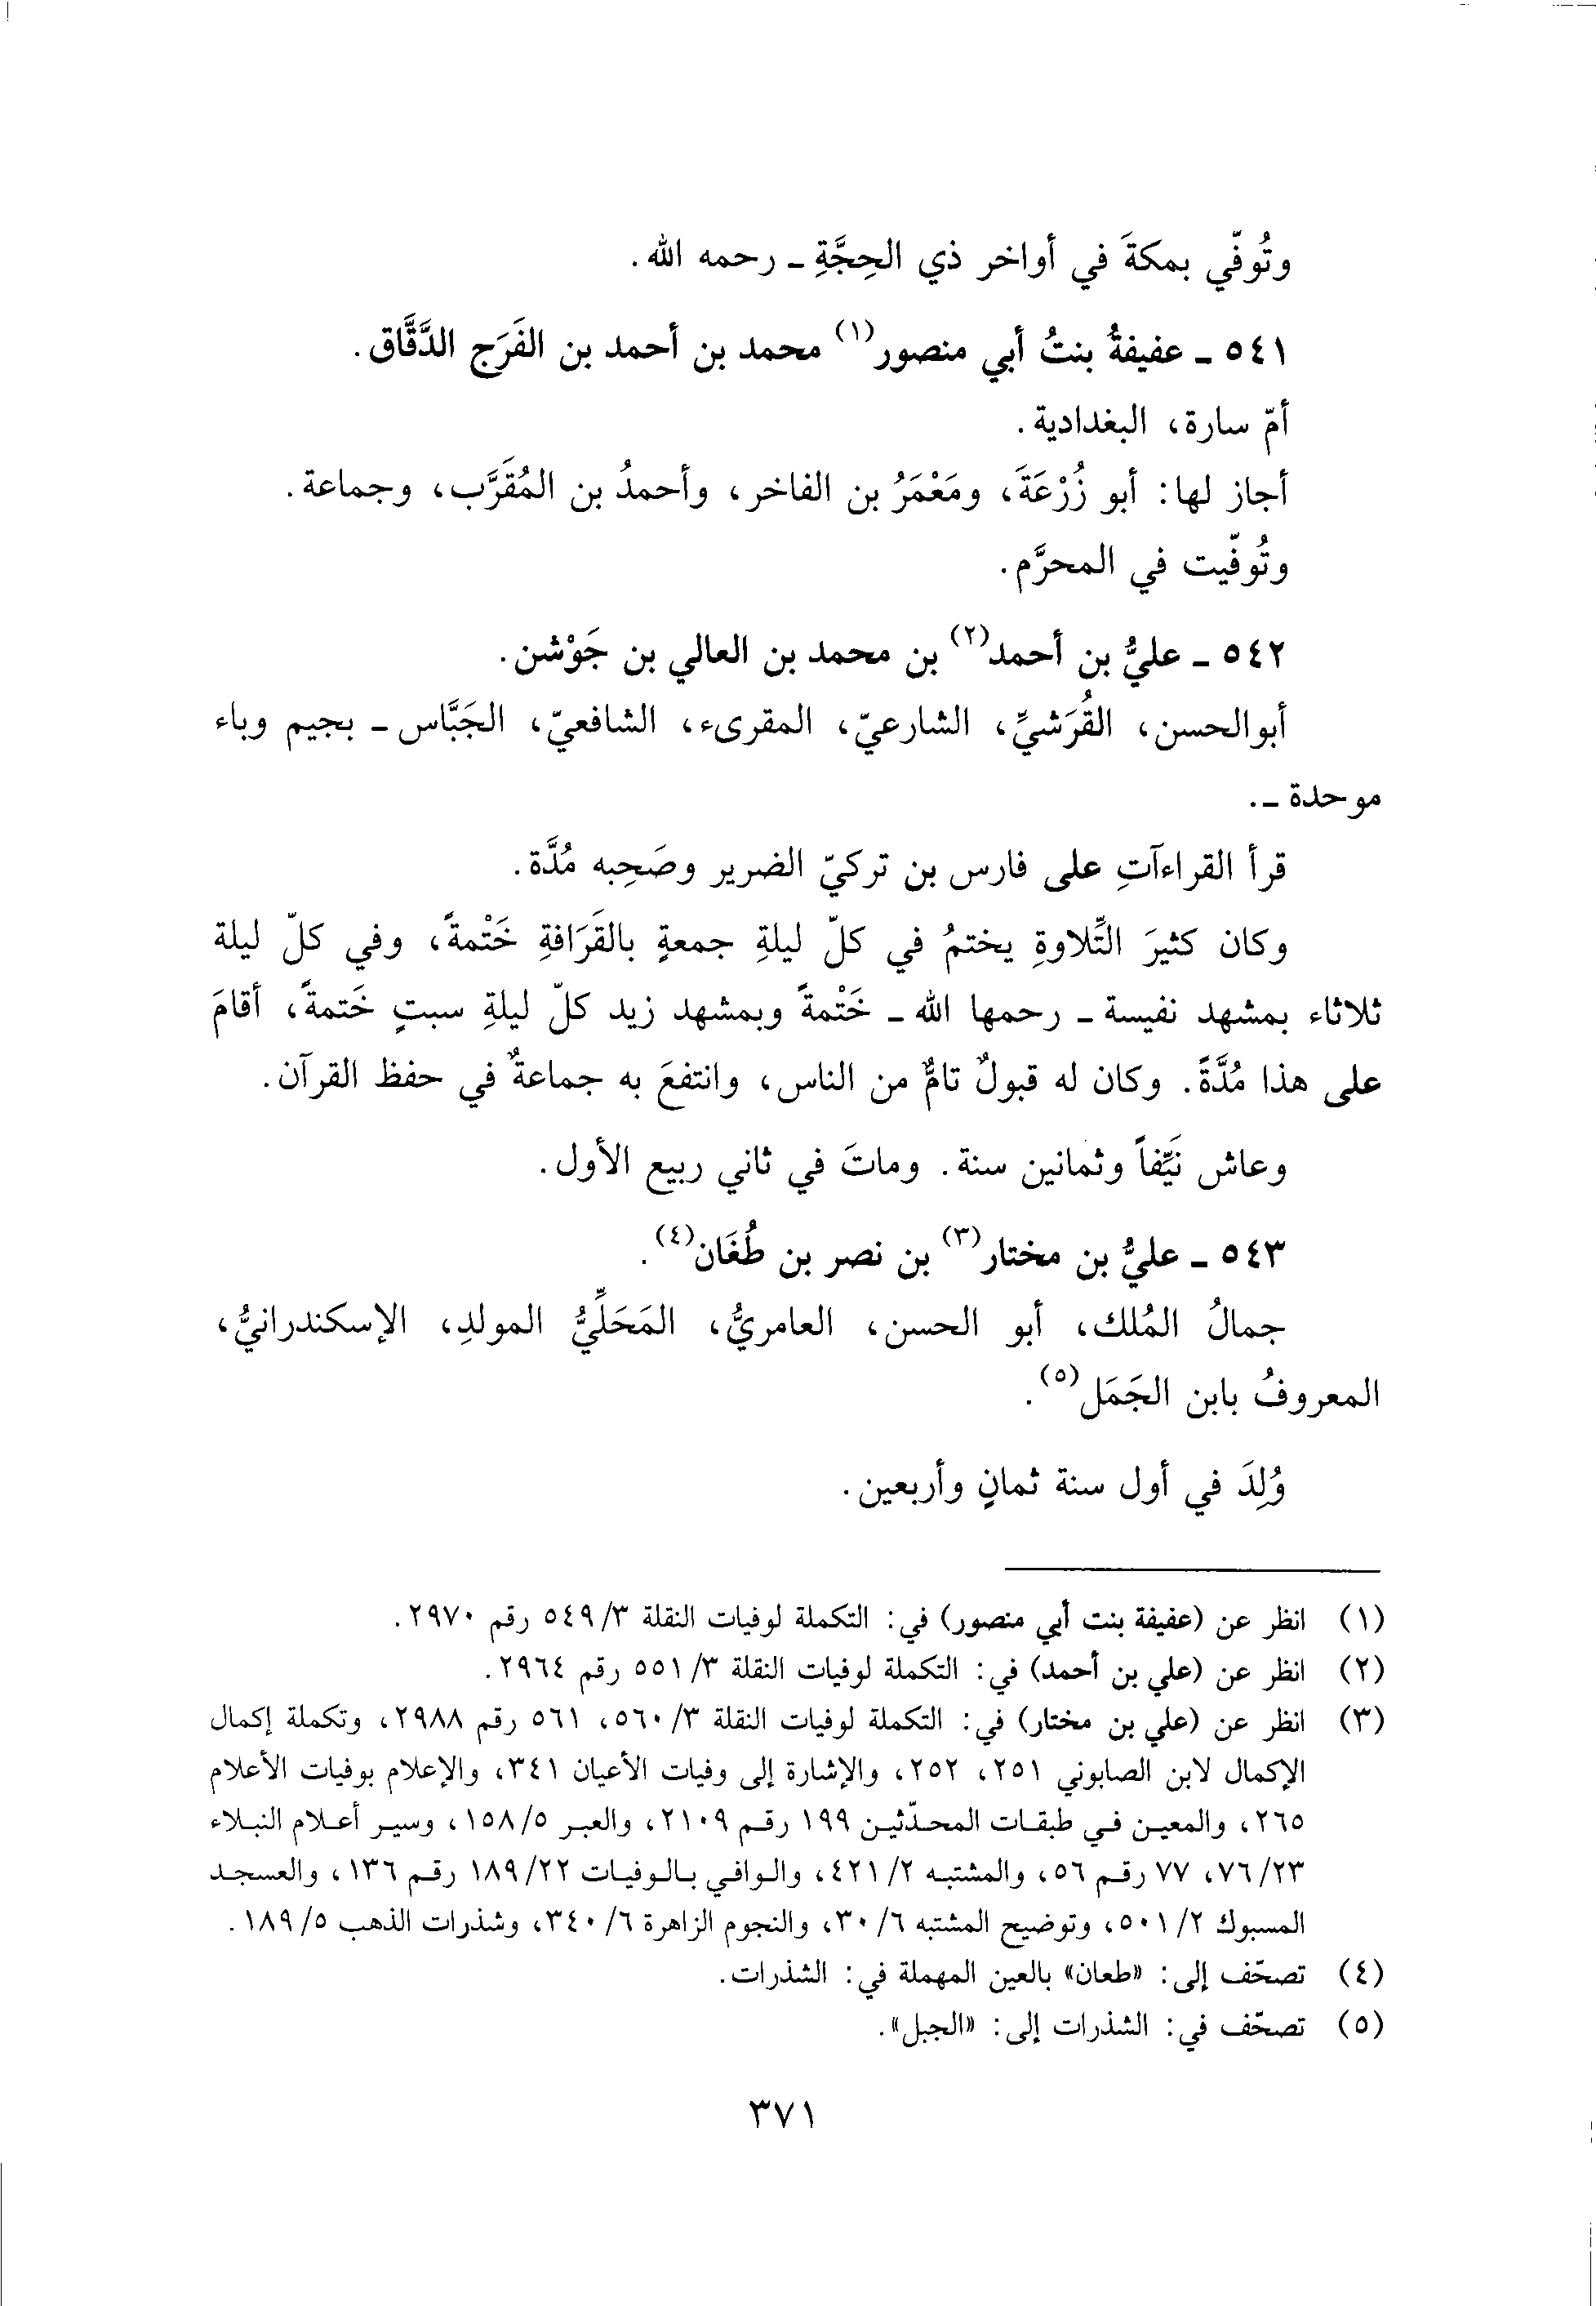 وتُوفّي بمكةَ في أواخر ذي الحِجَّةِ ـ رحمه الله.
٥٤١ ـ عفيفةُ بنتُ أبي منصور(١) محمد بن أحمد بن الفَرَج الدَّقَّاق.
أمّ سارة، البغدادية.
أجاز لها: أبو زُرْعَةَ، ومَعْمَرُ بن الفاخر، وأحمدُ بن المُقَرَّب، وجماعة.
وتُوفّيت في المحرَّم.
٥٤٢ ـ عليُّ بن أحمد(٢) بن محمد بن العالي بن جَوْشن.
أبوالحسن، القُرَشيِّ، الشارعيّ، المقرىء، الشافعيّ، الجَبَّاس ـ بجيم وباء
موحدة ـ.
قرأ القراءآتِ على فارس بن تركيّ الضرير وصَحِبه مُدَّة.
وكان كثيرَ التِّلاوةِ يختمُ في كلّ ليلةِ جمعةٍ بالقَرَافةِ خَتْمةً، وفي كلّ ليلة
ثلاثاء بمشهد نفيسة ـ رحمها الله ـ خَتْمةً وبمشهد زيد كلّ ليلةِ سبتٍ خَتمةً، أقامَ
على هذا مُدَّةً. وكان له قبولٌ تامٌّ من الناس، وانتفعَ به جماعةٌ في حفظ القرآن.
وعاش نَيِّفاً وثمانين سنة. وماتَ في ثاني ربيع الأول.
٥٤٣ ـ عليُّ بن مختار(٣) بن نصر بن طُغَان(٤).
جمالُ المُلك، أبو الحسن، العامريُّ، المَحَلِّيُّ المولدِ، الإسكندرانيُّ،
المعروفُ بابن الجَمَل(٥).
وُلِدَ في أول سنة ثمانٍ وأربعين.
(١) انظر عن (عفيفة بنت أبي منصور) في: التكملة لوفيات النقلة ٥٤٩/٣ رقم ٢٩٧٠.
(٢) انظر عن (علي بن أحمد) في: التكملة لوفيات النقلة ٥٥١/٣ رقم ٢٩٦٤.
(٣) انظر عن (علي بن مختار) في: التكملة لوفيات النقلة ٥٦٠/٣، ٥٦١ رقم ٢٩٨٨، وتكملة إكمال
الإكمال لابن الصابوني ٢٥١، ٢٥٢، والإشارة إلى وفيات الأعيان ٣٤١، والإعلام بوفيات الأعلام
٢٦٥، والمعين في طبقات المحدّثين ١٩٩ رقم ٢١٠٩، والعبر ١٥٨/٥، وسير أعلام النبلاء
٧٦/٢٣، ٧٧ رقم ٥٦، والمشتبه ٤٢١/٢، والوافي بالوفيات ١٨٩/٢٢ رقم ١٣٦، والعسجد
المسبوك ٥٠١/٢، وتوضيح المشتبه ٣٠/٦، والنجوم الزاهرة ٣٤٠/٦، وشذرات الذهب ١٨٩/٥.
(٤) تصحّف إلى: «طعان» بالعين المهملة في: الشذرات.
(٥) تصحّف في: الشذرات إلى: «الجبل».
٣٧١